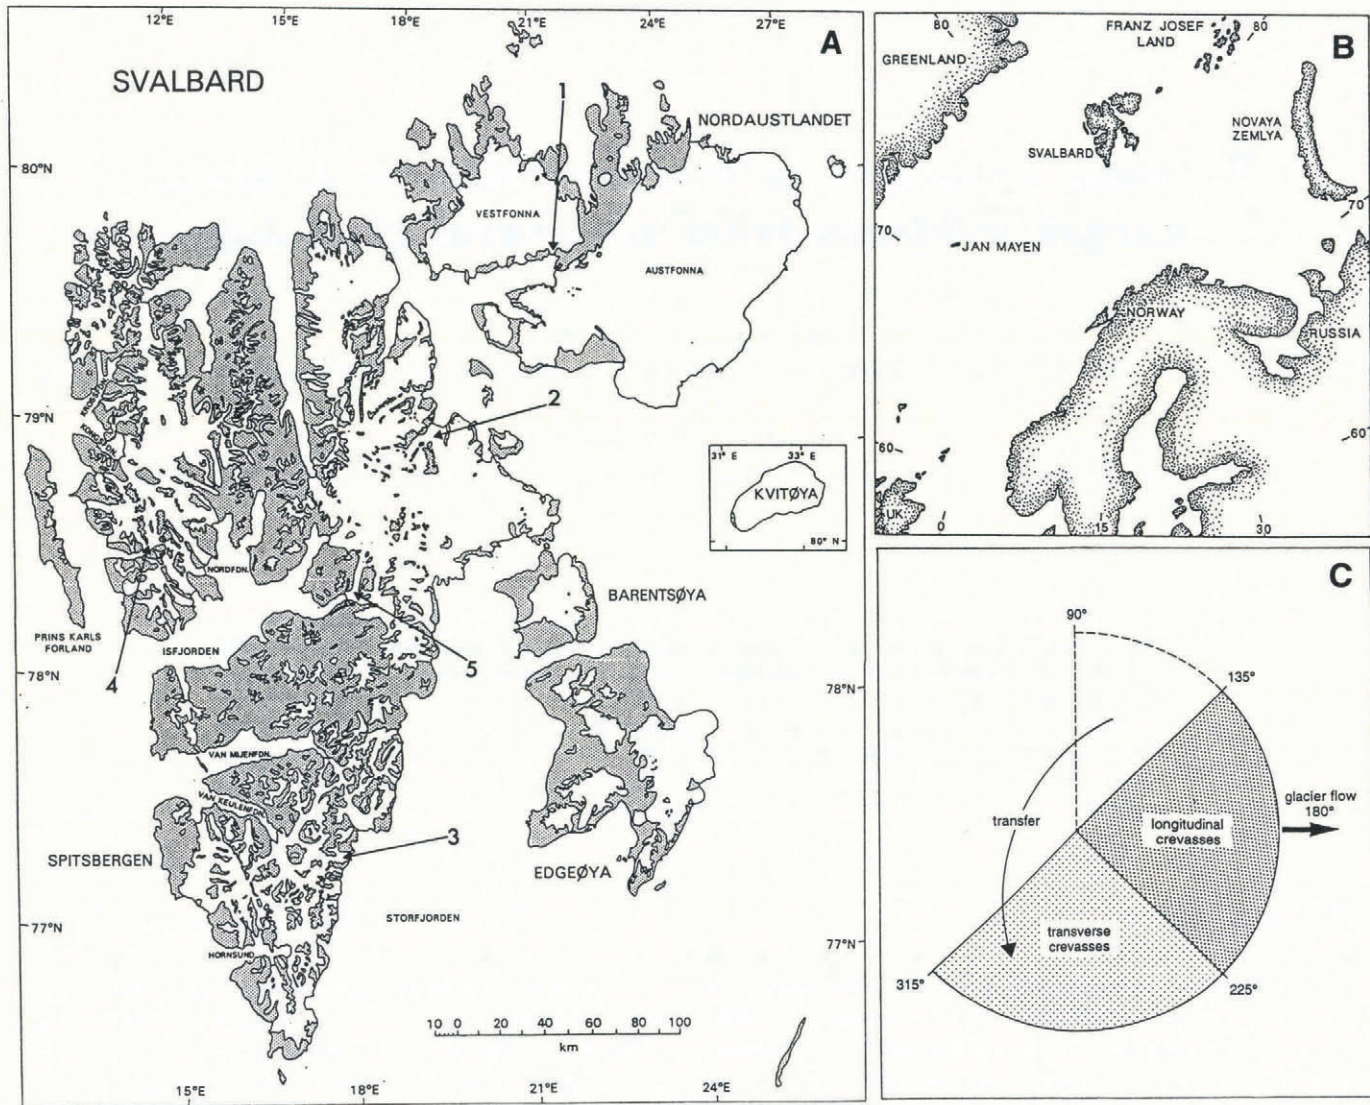 12°E 15°E 18°E 21°E 24°E 27°E
A
SVALBARD
1
NORDAUSTLANDET
80°N
VESTFONNA
AUSTFONNA
79°N
2
31° E 33° E
KVITØYA
80° N
NORDFDN.
BARENTSØYA
PRINS KARLS
FORLAND
ISFJORDEN
4
5
78°N
78°N
VAN MIJENFDN.
VAN KEULENFDN.
SPITSBERGEN
3
EDGEØYA
STORFJORDEN
77°N
77°N
HORNSUND
10 0 20 40 60 80 100
km
15°E 18°E 21°E 24°E
B
80
FRANZ JOSEF
LAND
80
GREENLAND
NOVAYA
ZEMLYA
SVALBARD
70
70
JAN MAYEN
NORWAY
RUSSIA
60
60
UK
0 15 30
C
90°
135°
glacier flow
180°
transfer
longitudinal
crevasses
transverse
crevasses
315°
225°